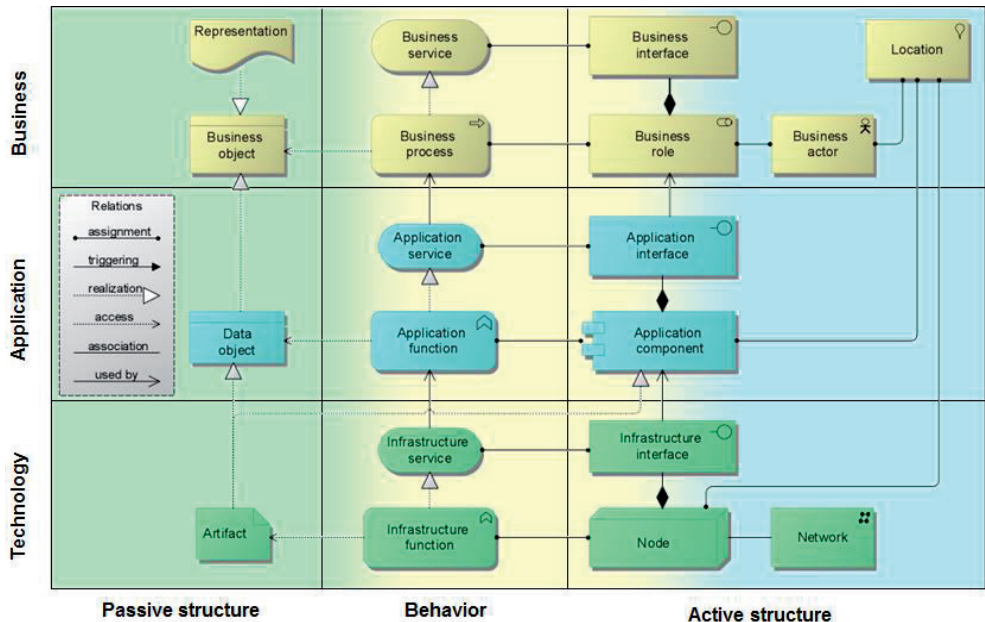 Business
Representation
Business
service
Business
interface
Location
Business
object
Business
process
Business
role
Business
actor
Application
Relations
assignment
triggering
realization
access
association
used by
Application
service
Application
interface
Data
object
Application
function
Application
component
Technology
Infrastructure
service
Infrastructure
interface
Artifact
Infrastructure
function
Node
Network
Passive structure
Behavior
Active structure